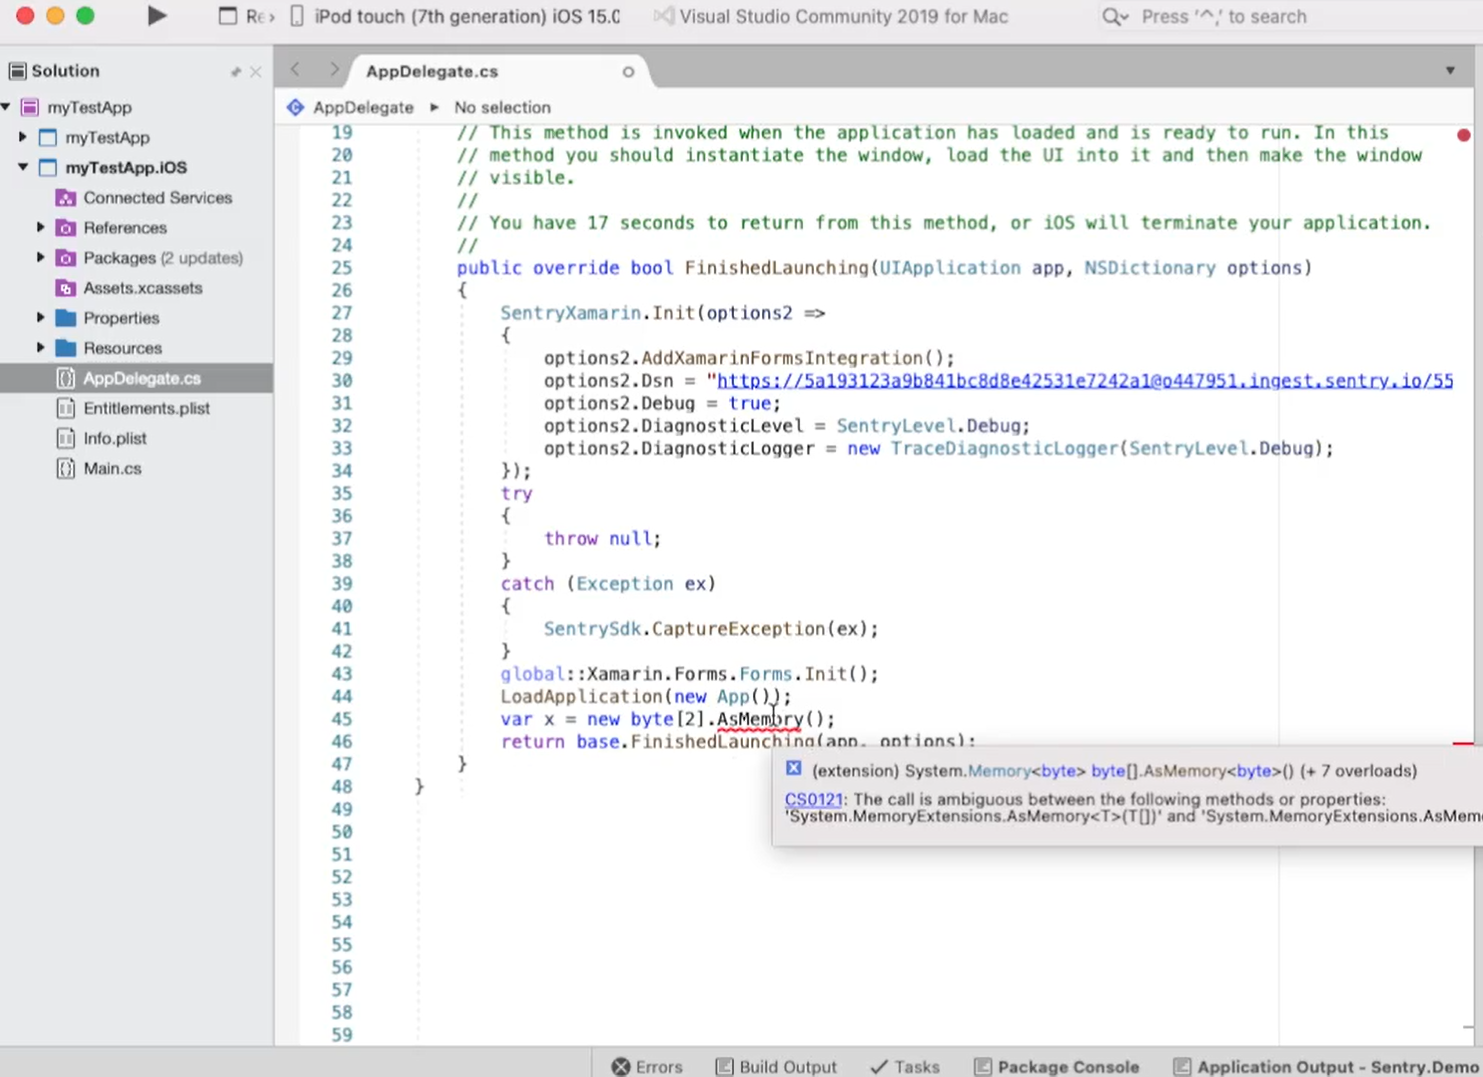 Re › iPod touch (7th generation) iOS 15.0 Visual Studio Community 2019 for Mac Press '^,' to search
Solution
AppDelegate.cs
myTestApp
AppDelegate ▸ No selection
myTestApp
myTestApp.iOS
Connected Services
References
Packages (2 updates)
Assets.xcassets
Properties
Resources
AppDelegate.cs
Entitlements.plist
Info.plist
Main.cs
19 // This method is invoked when the application has loaded and is ready to run. In this
20 // method you should instantiate the window, load the UI into it and then make the window
21 // visible.
22 //
23 // You have 17 seconds to return from this method, or iOS will terminate your application.
24 //
25 public override bool FinishedLaunching(UIApplication app, NSDictionary options)
26 {
27 SentryXamarin.Init(options2 =>
28 {
29 options2.AddXamarinFormsIntegration();
30 options2.Dsn = "https://5a193123a9b841bc8d8e42531e7242a1@o447951.ingest.sentry.io/55
31 options2.Debug = true;
32 options2.DiagnosticLevel = SentryLevel.Debug;
33 options2.DiagnosticLogger = new TraceDiagnosticLogger(SentryLevel.Debug);
34 });
35 try
36 {
37 throw null;
38 }
39 catch (Exception ex)
40 {
41 SentrySdk.CaptureException(ex);
42 }
43 global::Xamarin.Forms.Forms.Init();
44 LoadApplication(new App());
45 var x = new byte[2].AsMemory();
46 return base.FinishedLaunching(app, options);
47 }
48 }
49
50
51
52
53
54
55
56
57
58
59
(extension) System.Memory<byte> byte[].AsMemory<byte>() (+ 7 overloads)
CS0121: The call is ambiguous between the following methods or properties:
'System.MemoryExtensions.AsMemory<T>(T[])' and 'System.MemoryExtensions.AsMem
Errors Build Output Tasks Package Console Application Output - Sentry.Demo